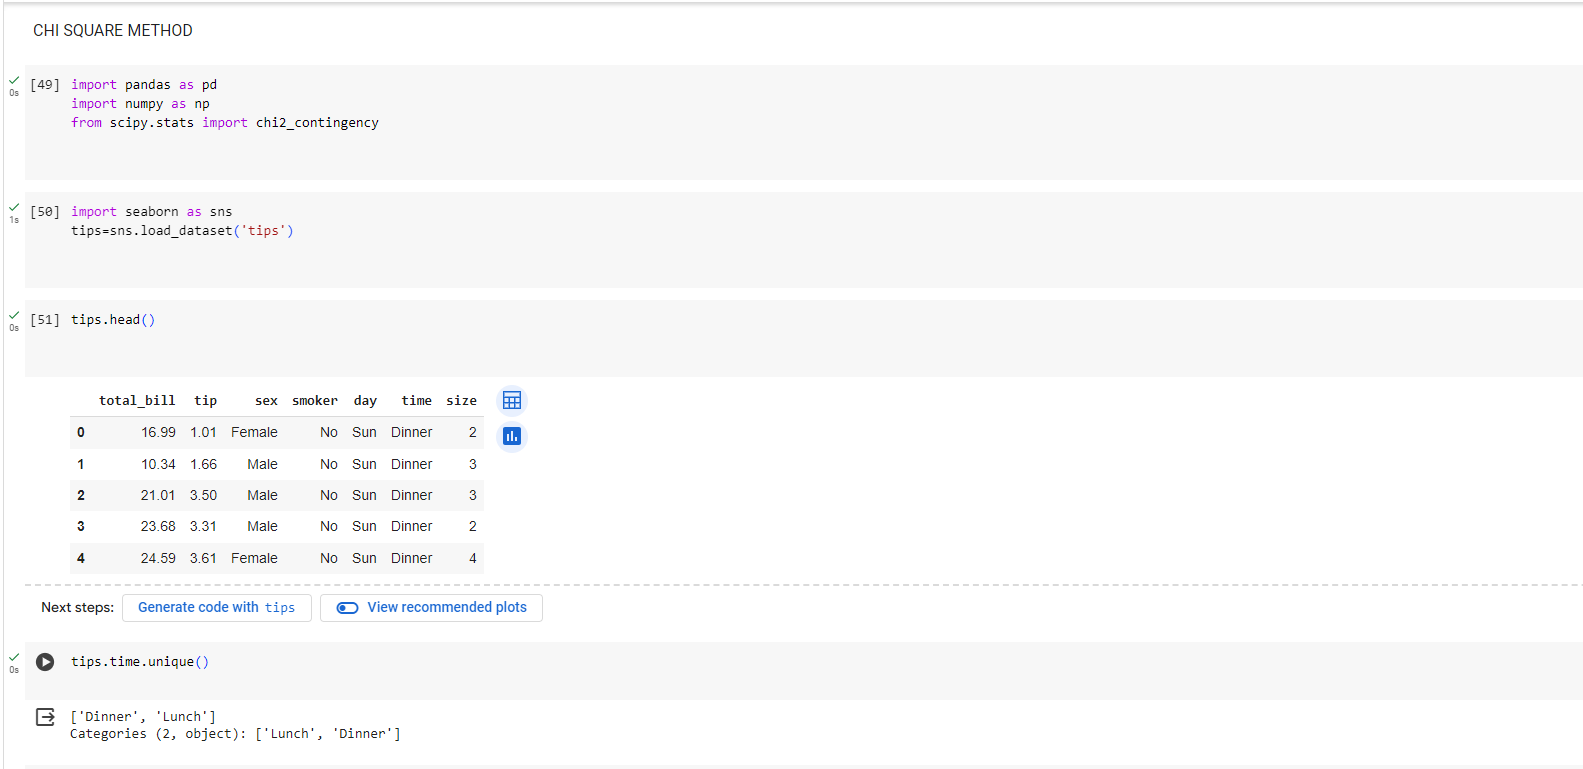 CHI SQUARE METHOD
0s
[49] import pandas as pd
import numpy as np
from scipy.stats import chi2_contingency
1s
[50] import seaborn as sns
tips=sns.load_dataset('tips')
0s
[51] tips.head()
total_bill tip sex smoker day time size
0 16.99 1.01 Female No Sun Dinner 2
1 10.34 1.66 Male No Sun Dinner 3
2 21.01 3.50 Male No Sun Dinner 3
3 23.68 3.31 Male No Sun Dinner 2
4 24.59 3.61 Female No Sun Dinner 4
Next steps: Generate code with tips View recommended plots
0s
tips.time.unique()
['Dinner', 'Lunch']
Categories (2, object): ['Lunch', 'Dinner']